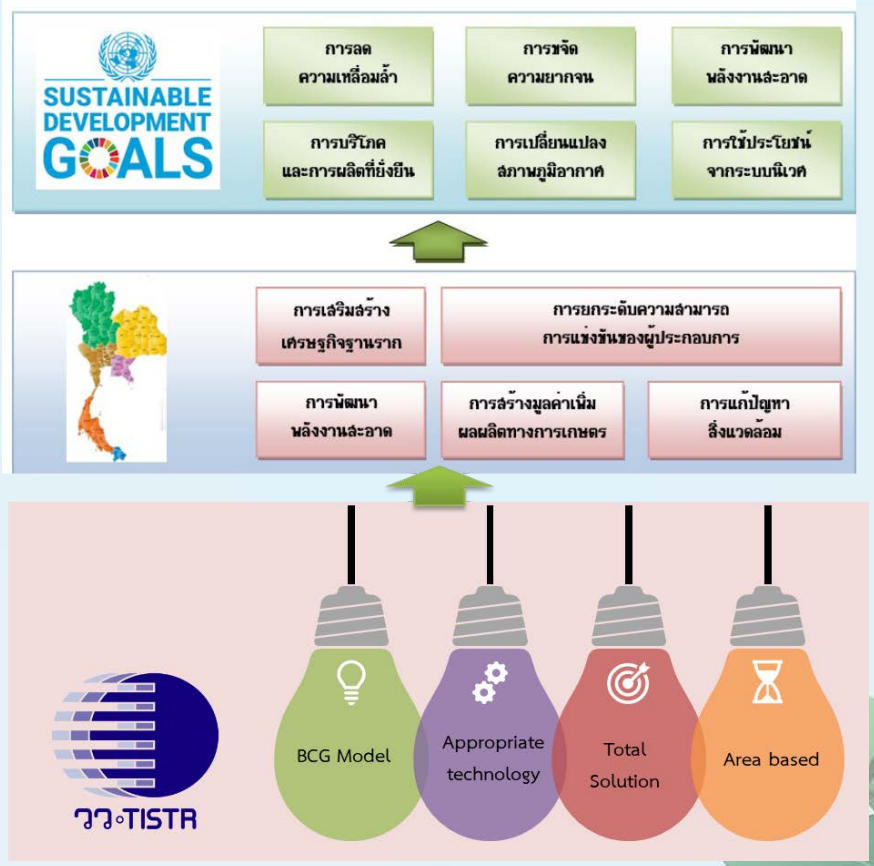 SUSTAINABLE
DEVELOPMENT
GOALS
การลด
ความเหลื่อมล้ำ
การขจัด
ความยากจน
การพัฒนา
พลังงานสะอาด
การบริโภค
และการผลิตที่ยั่งยืน
การเปลี่ยนแปลง
สภาพภูมิอากาศ
การใช้ประโยชน์
จากระบบนิเวศ
การเสริมสร้าง
เศรษฐกิจฐานราก
การยกระดับความสามารถ
การแข่งขันของผู้ประกอบการ
การพัฒนา
พลังงานสะอาด
การสร้างมูลค่าเพิ่ม
ผลผลิตทางการเกษตร
การแก้ปัญหา
สิ่งแวดล้อม
วว•TISTR
BCG Model
Appropriate
technology
Total
Solution
Area based